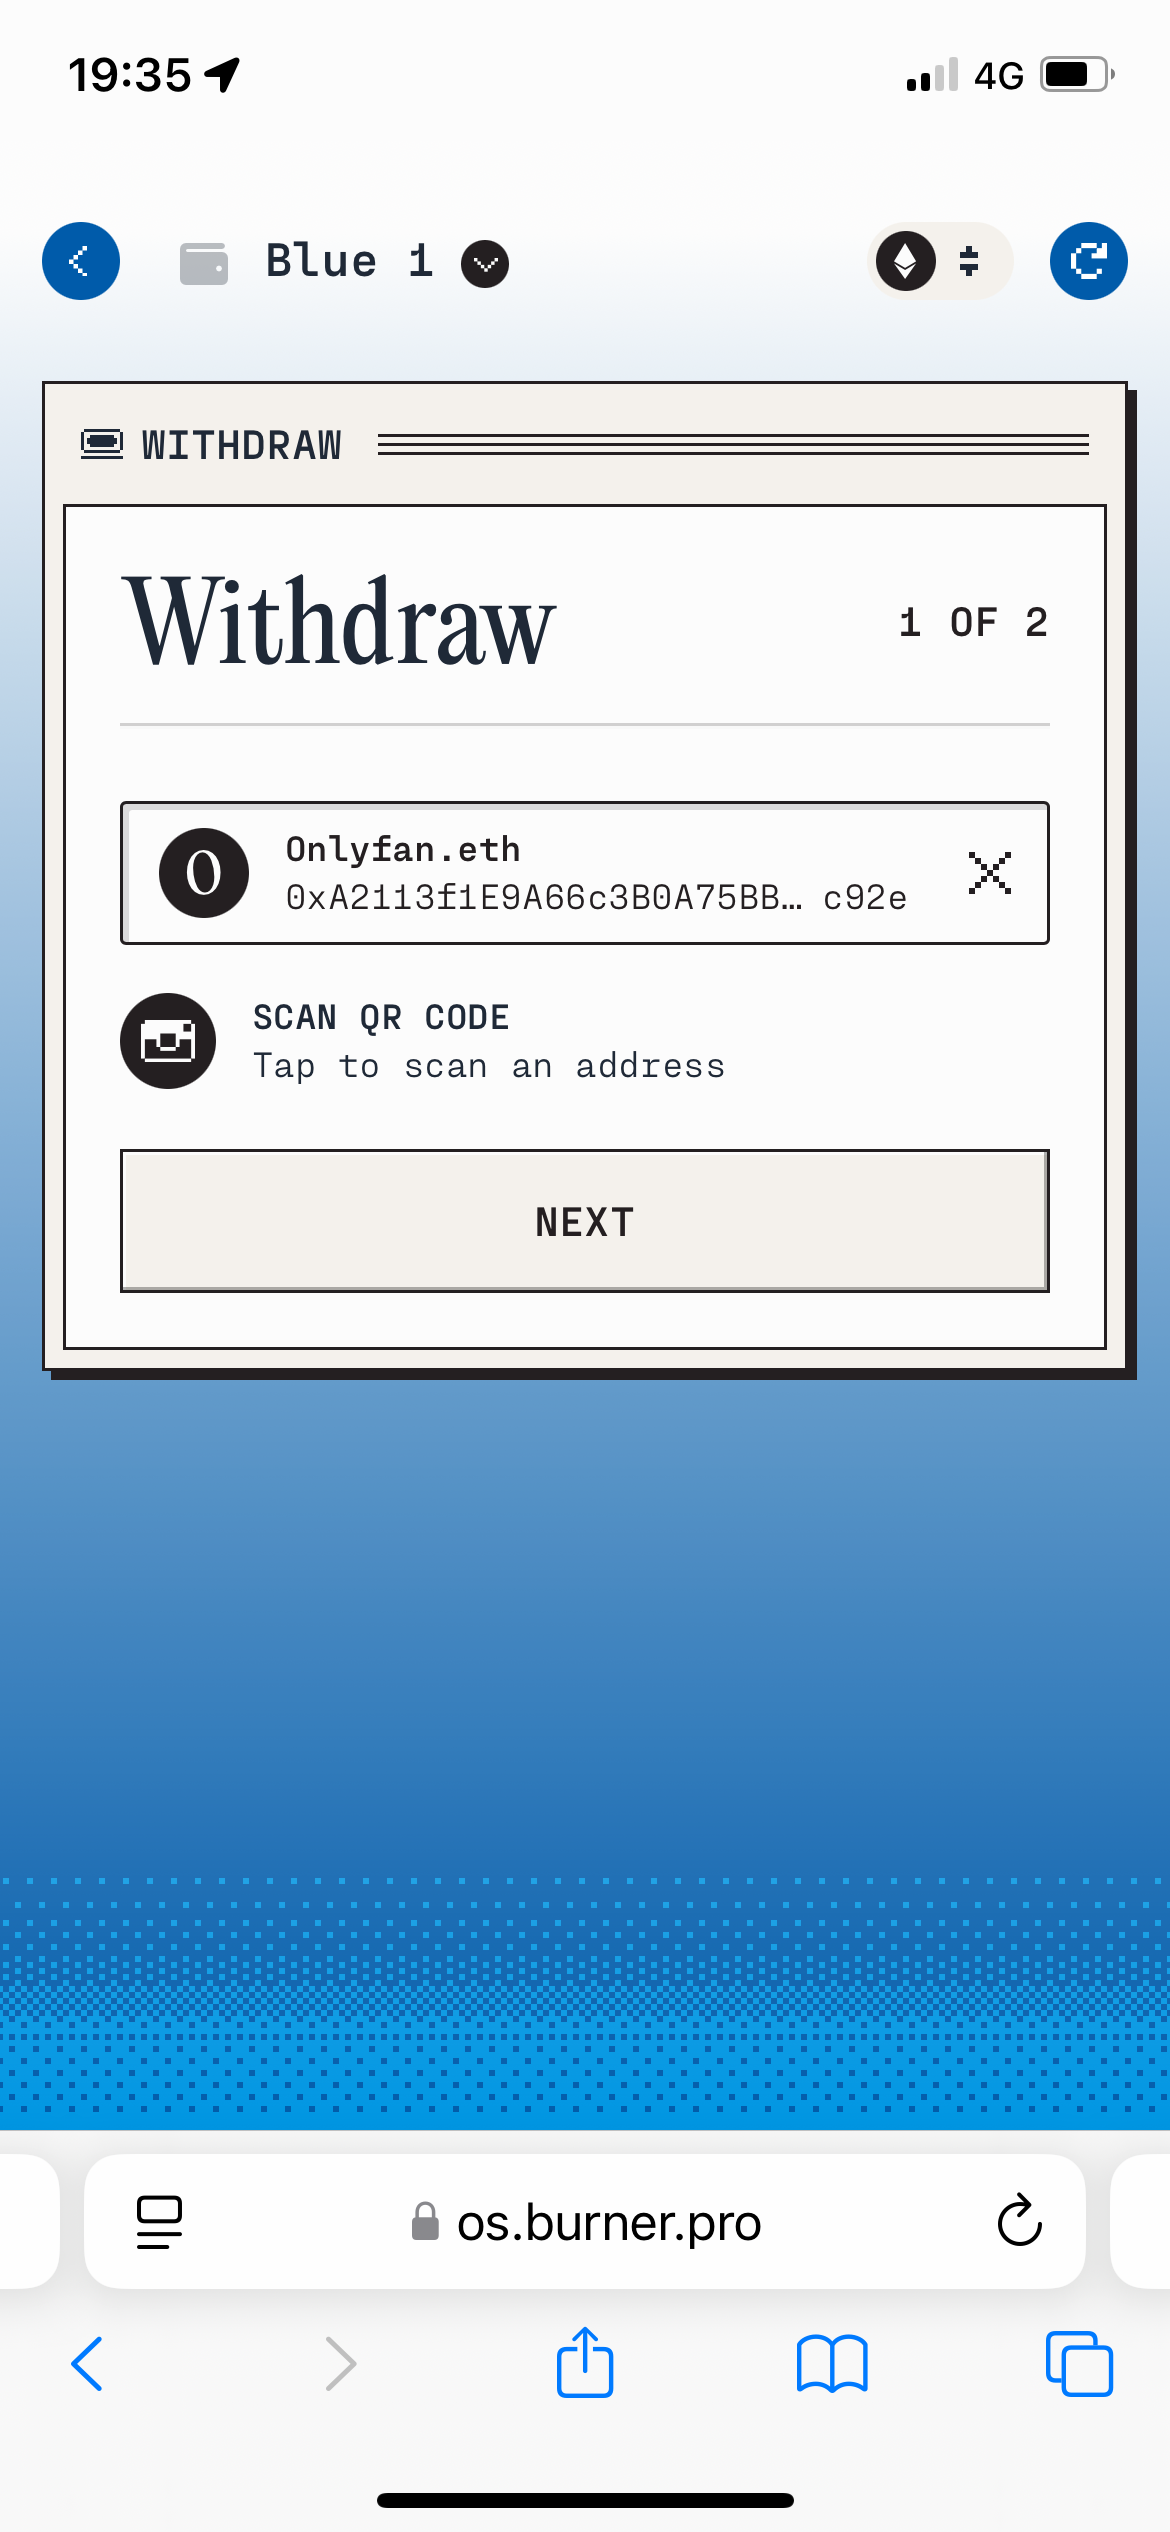 19:35
4G
Blue 1
WITHDRAW
Withdraw
1 OF 2
Onlyfan.eth
0xA2113f1E9A66c3B0A75BB… c92e
SCAN QR CODE
Tap to scan an address
NEXT
os.burner.pro